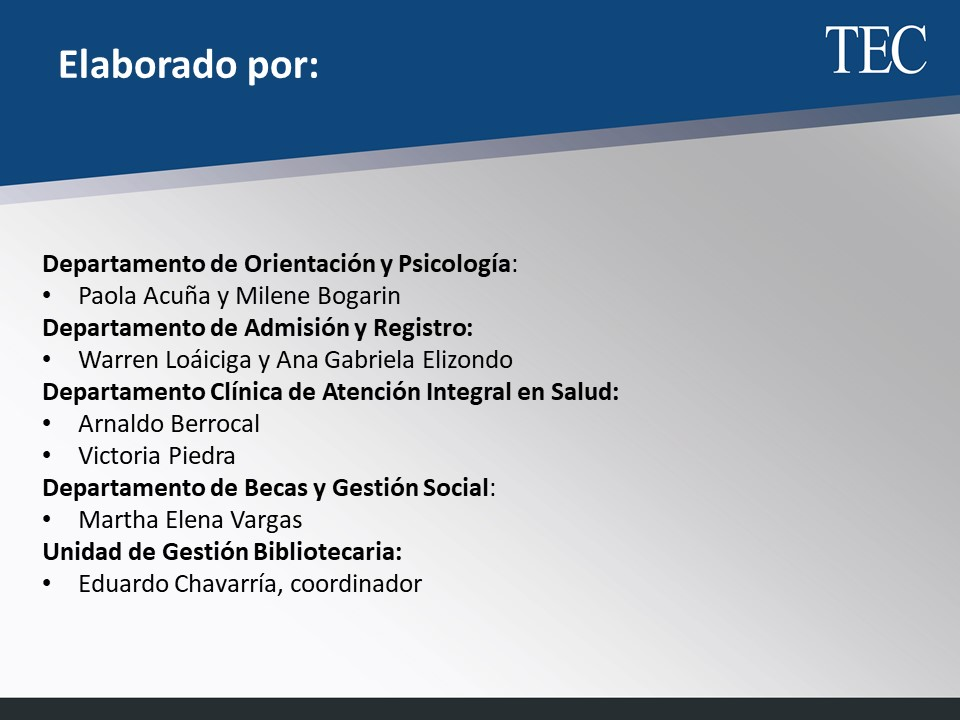 Elaborado por:
TEC
Departamento de Orientación y Psicología:
• Paola Acuña y Milene Bogarin
Departamento de Admisión y Registro:
• Warren Loáiciga y Ana Gabriela Elizondo
Departamento Clínica de Atención Integral en Salud:
• Arnaldo Berrocal
• Victoria Piedra
Departamento de Becas y Gestión Social:
• Martha Elena Vargas
Unidad de Gestión Bibliotecaria:
• Eduardo Chavarría, coordinador